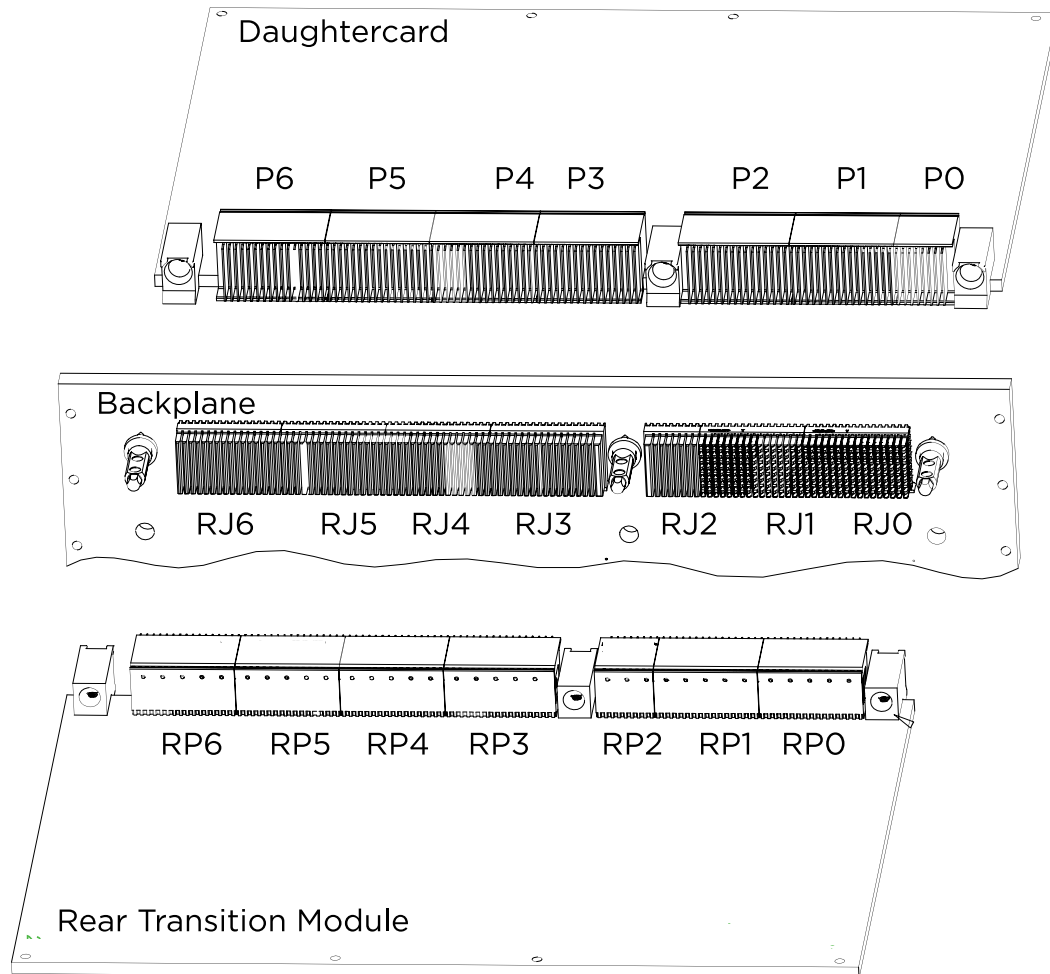 Daughtercard
P6 P5 P4 P3 P2 P1 P0
Backplane
RJ6 RJ5 RJ4 RJ3 RJ2 RJ1 RJ0
RP6 RP5 RP4 RP3 RP2 RP1 RP0
Rear Transition Module